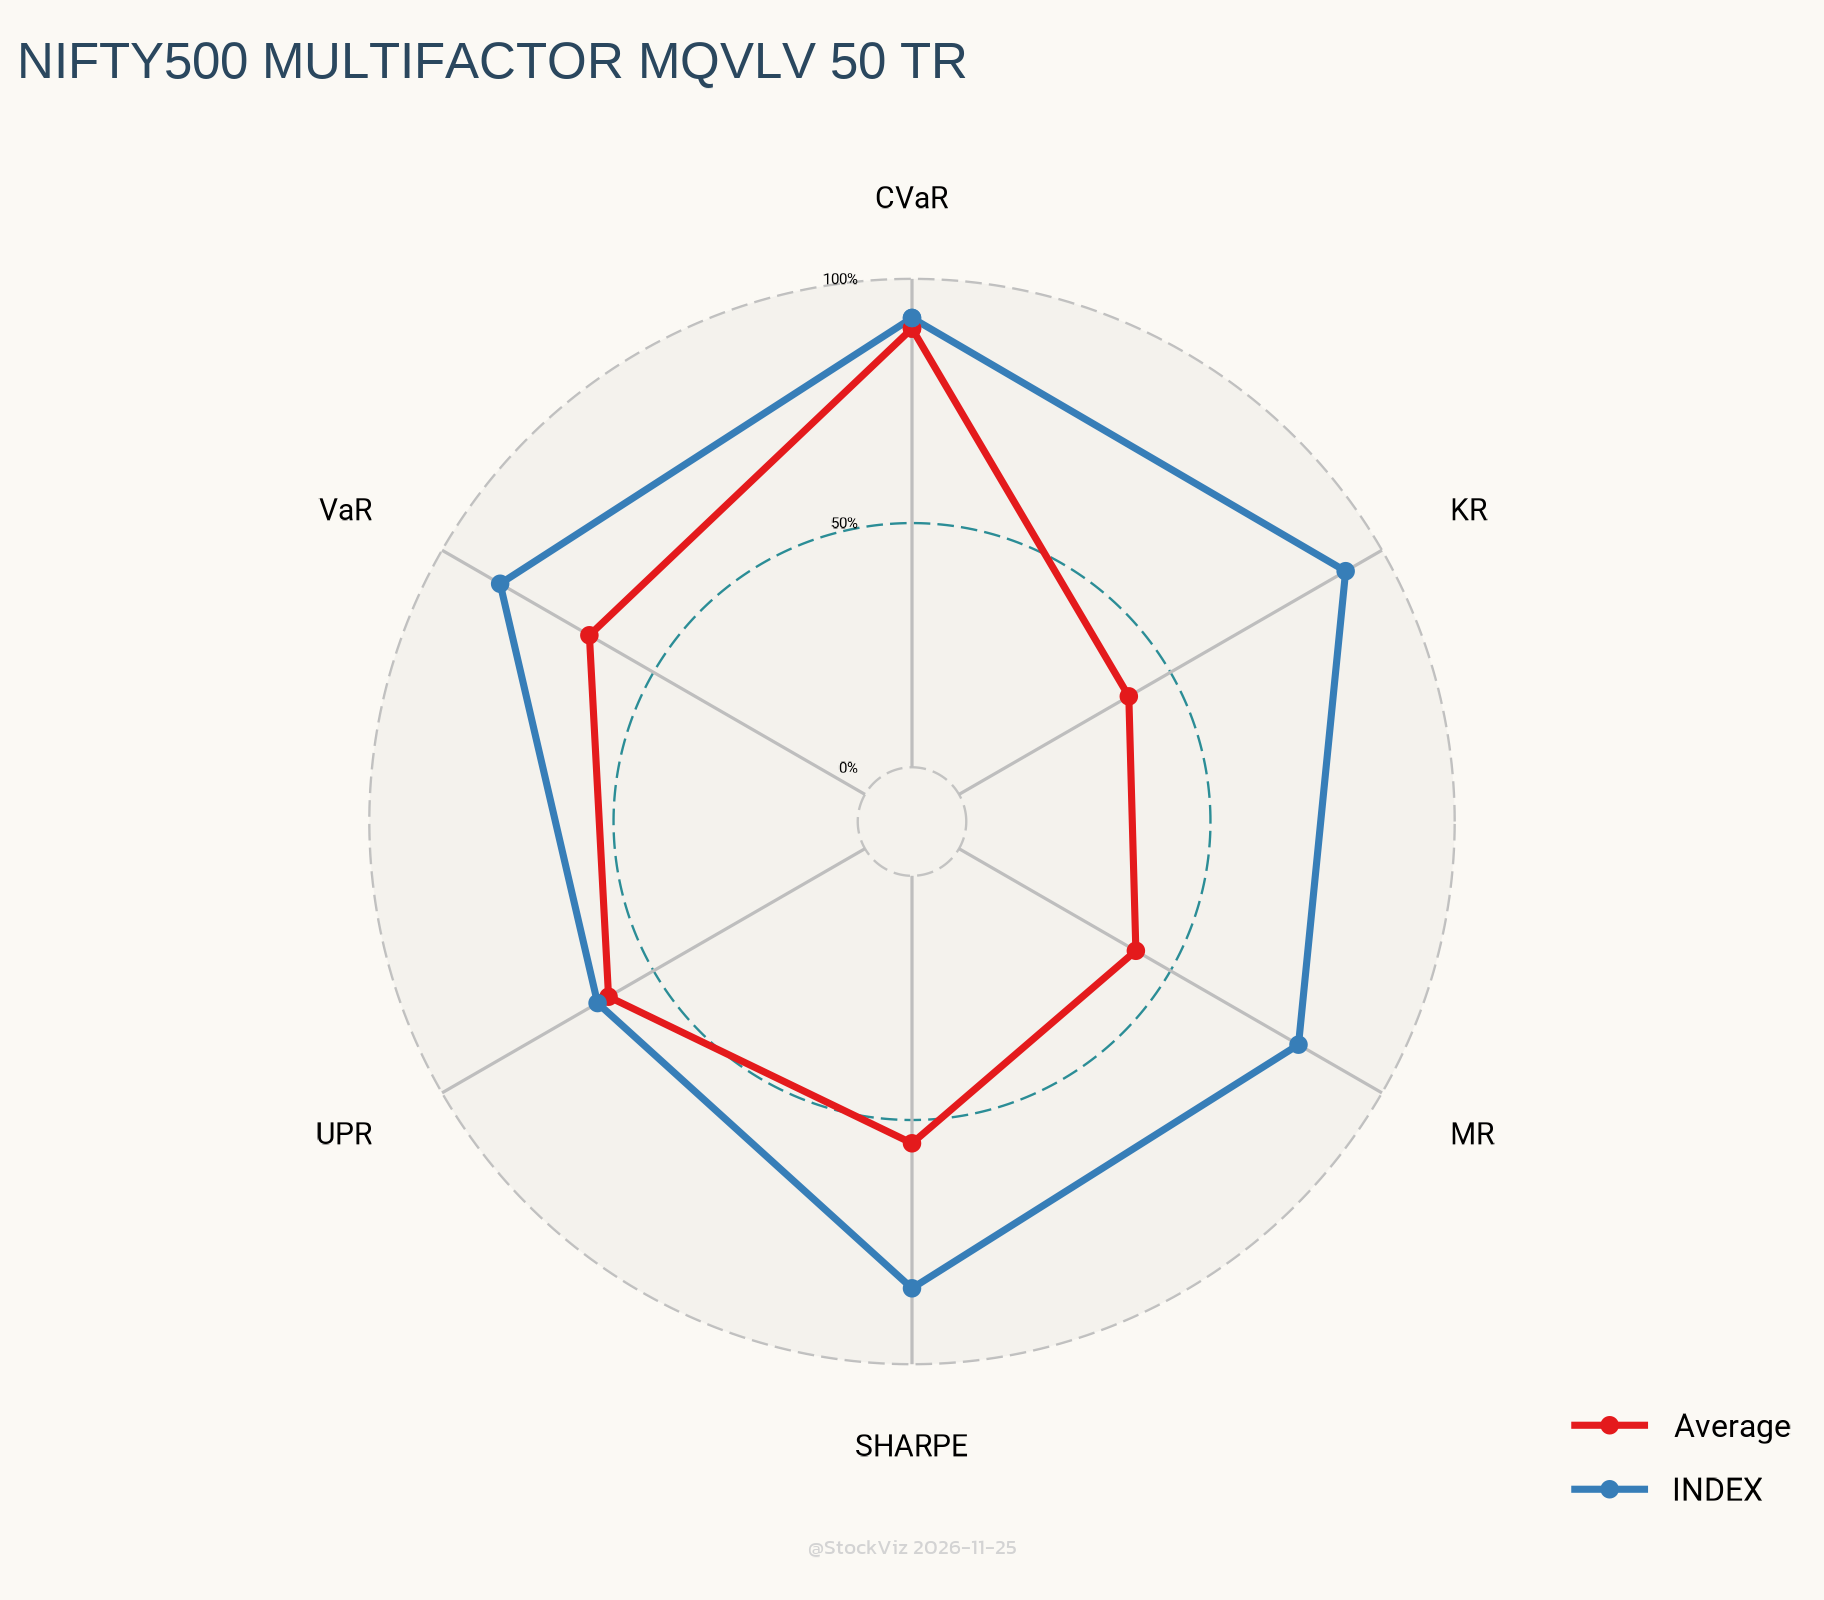 NIFTY500 MULTIFACTOR MQVLV 50 TR
CVaR
100%
VaR
KR
50%
0%
UPR
MR
SHARPE
Average
INDEX
@StockViz 2026-11-25